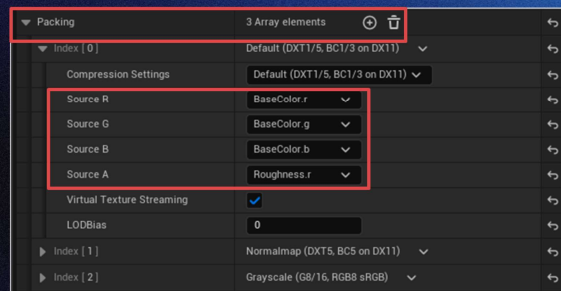 Packing 3 Array elements
Index [ 0 ] Default (DXT1/5, BC1/3 on DX11)
Compression Settings Default (DXT1/5, BC1/3 on DX11)
Source R BaseColor.r
Source G BaseColor.g
Source B BaseColor.b
Source A Roughness.r
Virtual Texture Streaming
LODBias 0
Index [ 1 ] Normalmap (DXT5, BC5 on DX11)
Index [ 2 ] Grayscale (G8/16, RGB8 sRGB)